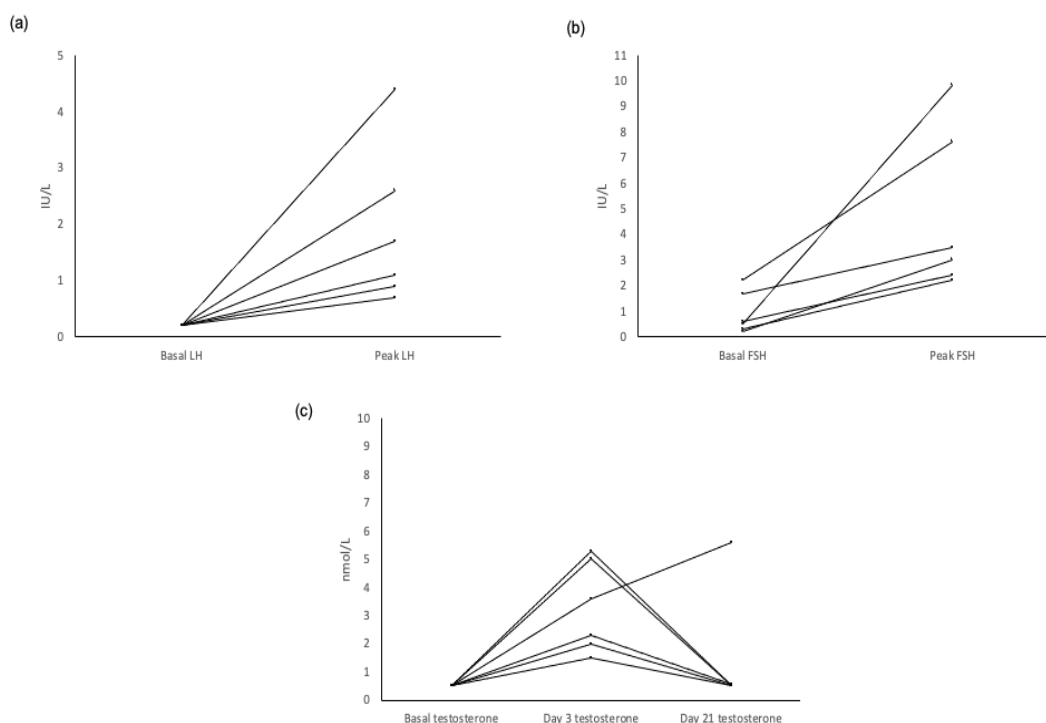 (a)
5
4
3
2
1
0
IU/L
Basal LH
Peak LH
(b)
11
10
9
8
7
6
5
4
3
2
1
0
IU/L
Basal FSH
Peak FSH
(c)
10
9
8
7
6
5
4
3
2
1
0
nmol/L
Basal testosterone
Day 3 testosterone
Day 21 testosterone